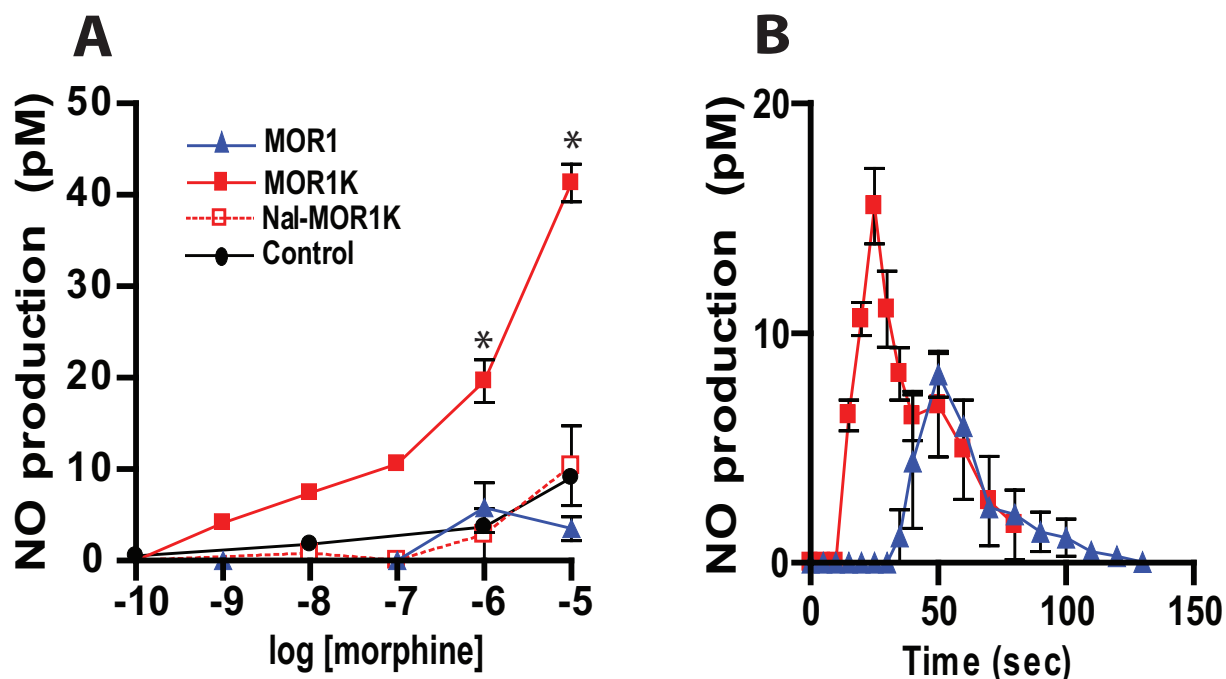 A
NO production (pM)
50
40
30
20
10
0
MOR1
MOR1K
Nal-MOR1K
Control
*
*
-10 -9 -8 -7 -6 -5
log [morphine]
B
NO production (pM)
20
10
0
0 50 100 150
Time (sec)